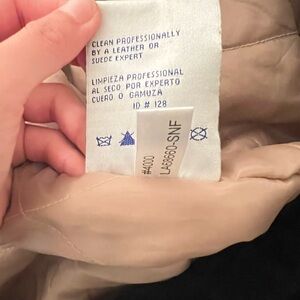 CLEAN PROFESSIONALLY
BY A LEATHER OR
SUEDE EXPERT
LIMPIEZA PROFESSIONAL
AL SECO POR EXPERTO
CUERO O GAMUZA
ID # 128
#4000
LA68660-SNF